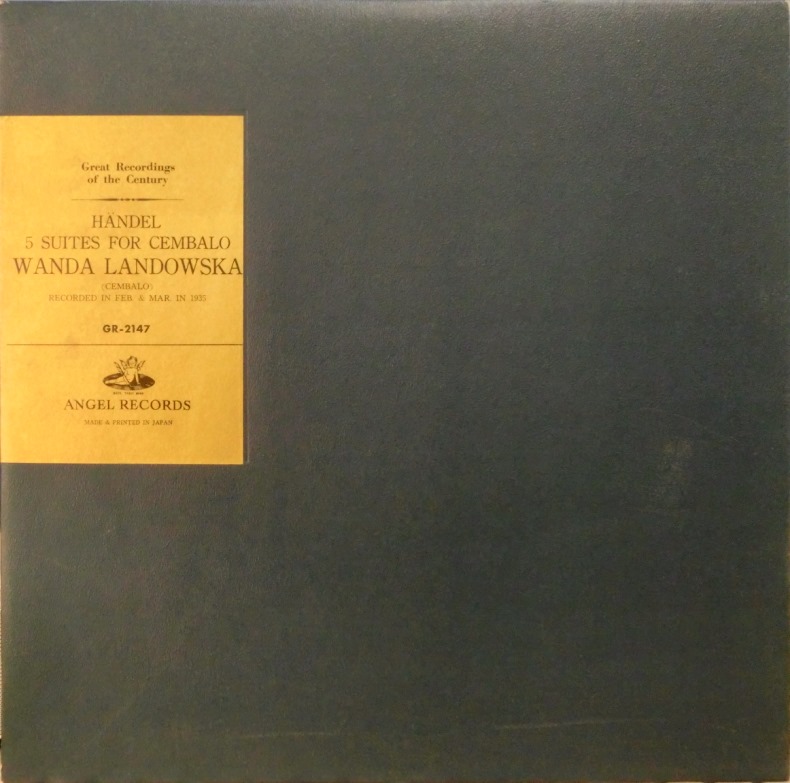 Great Recordings
of the Century
HANDEL
5 SUITES FOR CEMBALO
WANDA LANDOWSKA
(CEMBALO)
RECORDED IN FEB. & MAR. IN 1935
GR-2147
ANGEL RECORDS
MADE & PRINTED IN JAPAN